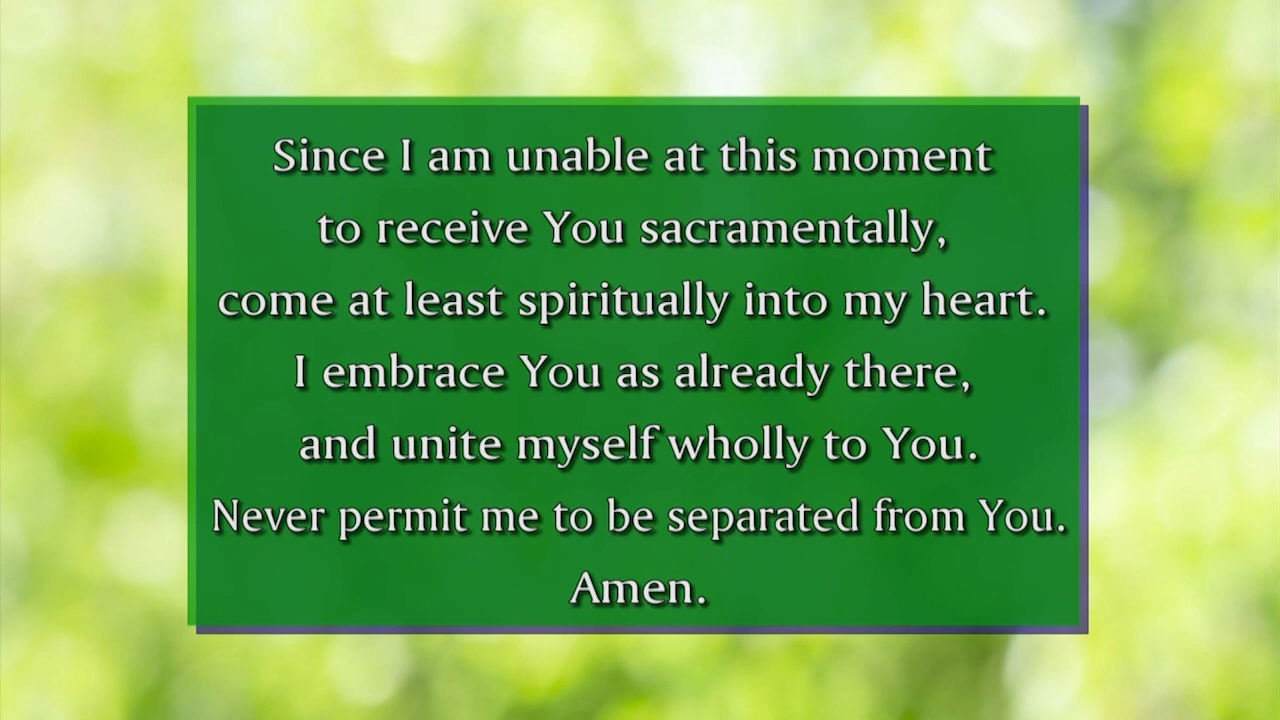 Since I am unable at this moment
to receive You sacramentally,
come at least spiritually into my heart.
I embrace You as already there,
and unite myself wholly to You.
Never permit me to be separated from You.
Amen.